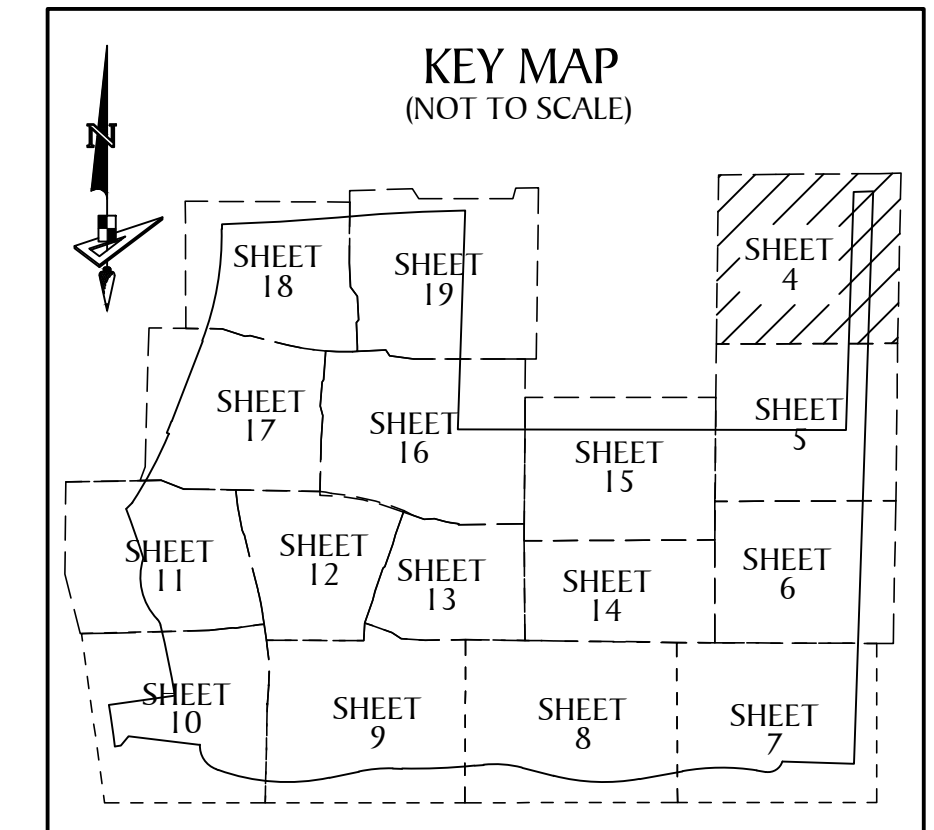 KEY MAP
(NOT TO SCALE)
N
SHEET
18
SHEET
19
SHEET
4
SHEET
17
SHEET
16
SHEET
15
SHEET
5
SHEET
11
SHEET
12
SHEET
13
SHEET
14
SHEET
6
SHEET
10
SHEET
9
SHEET
8
SHEET
7